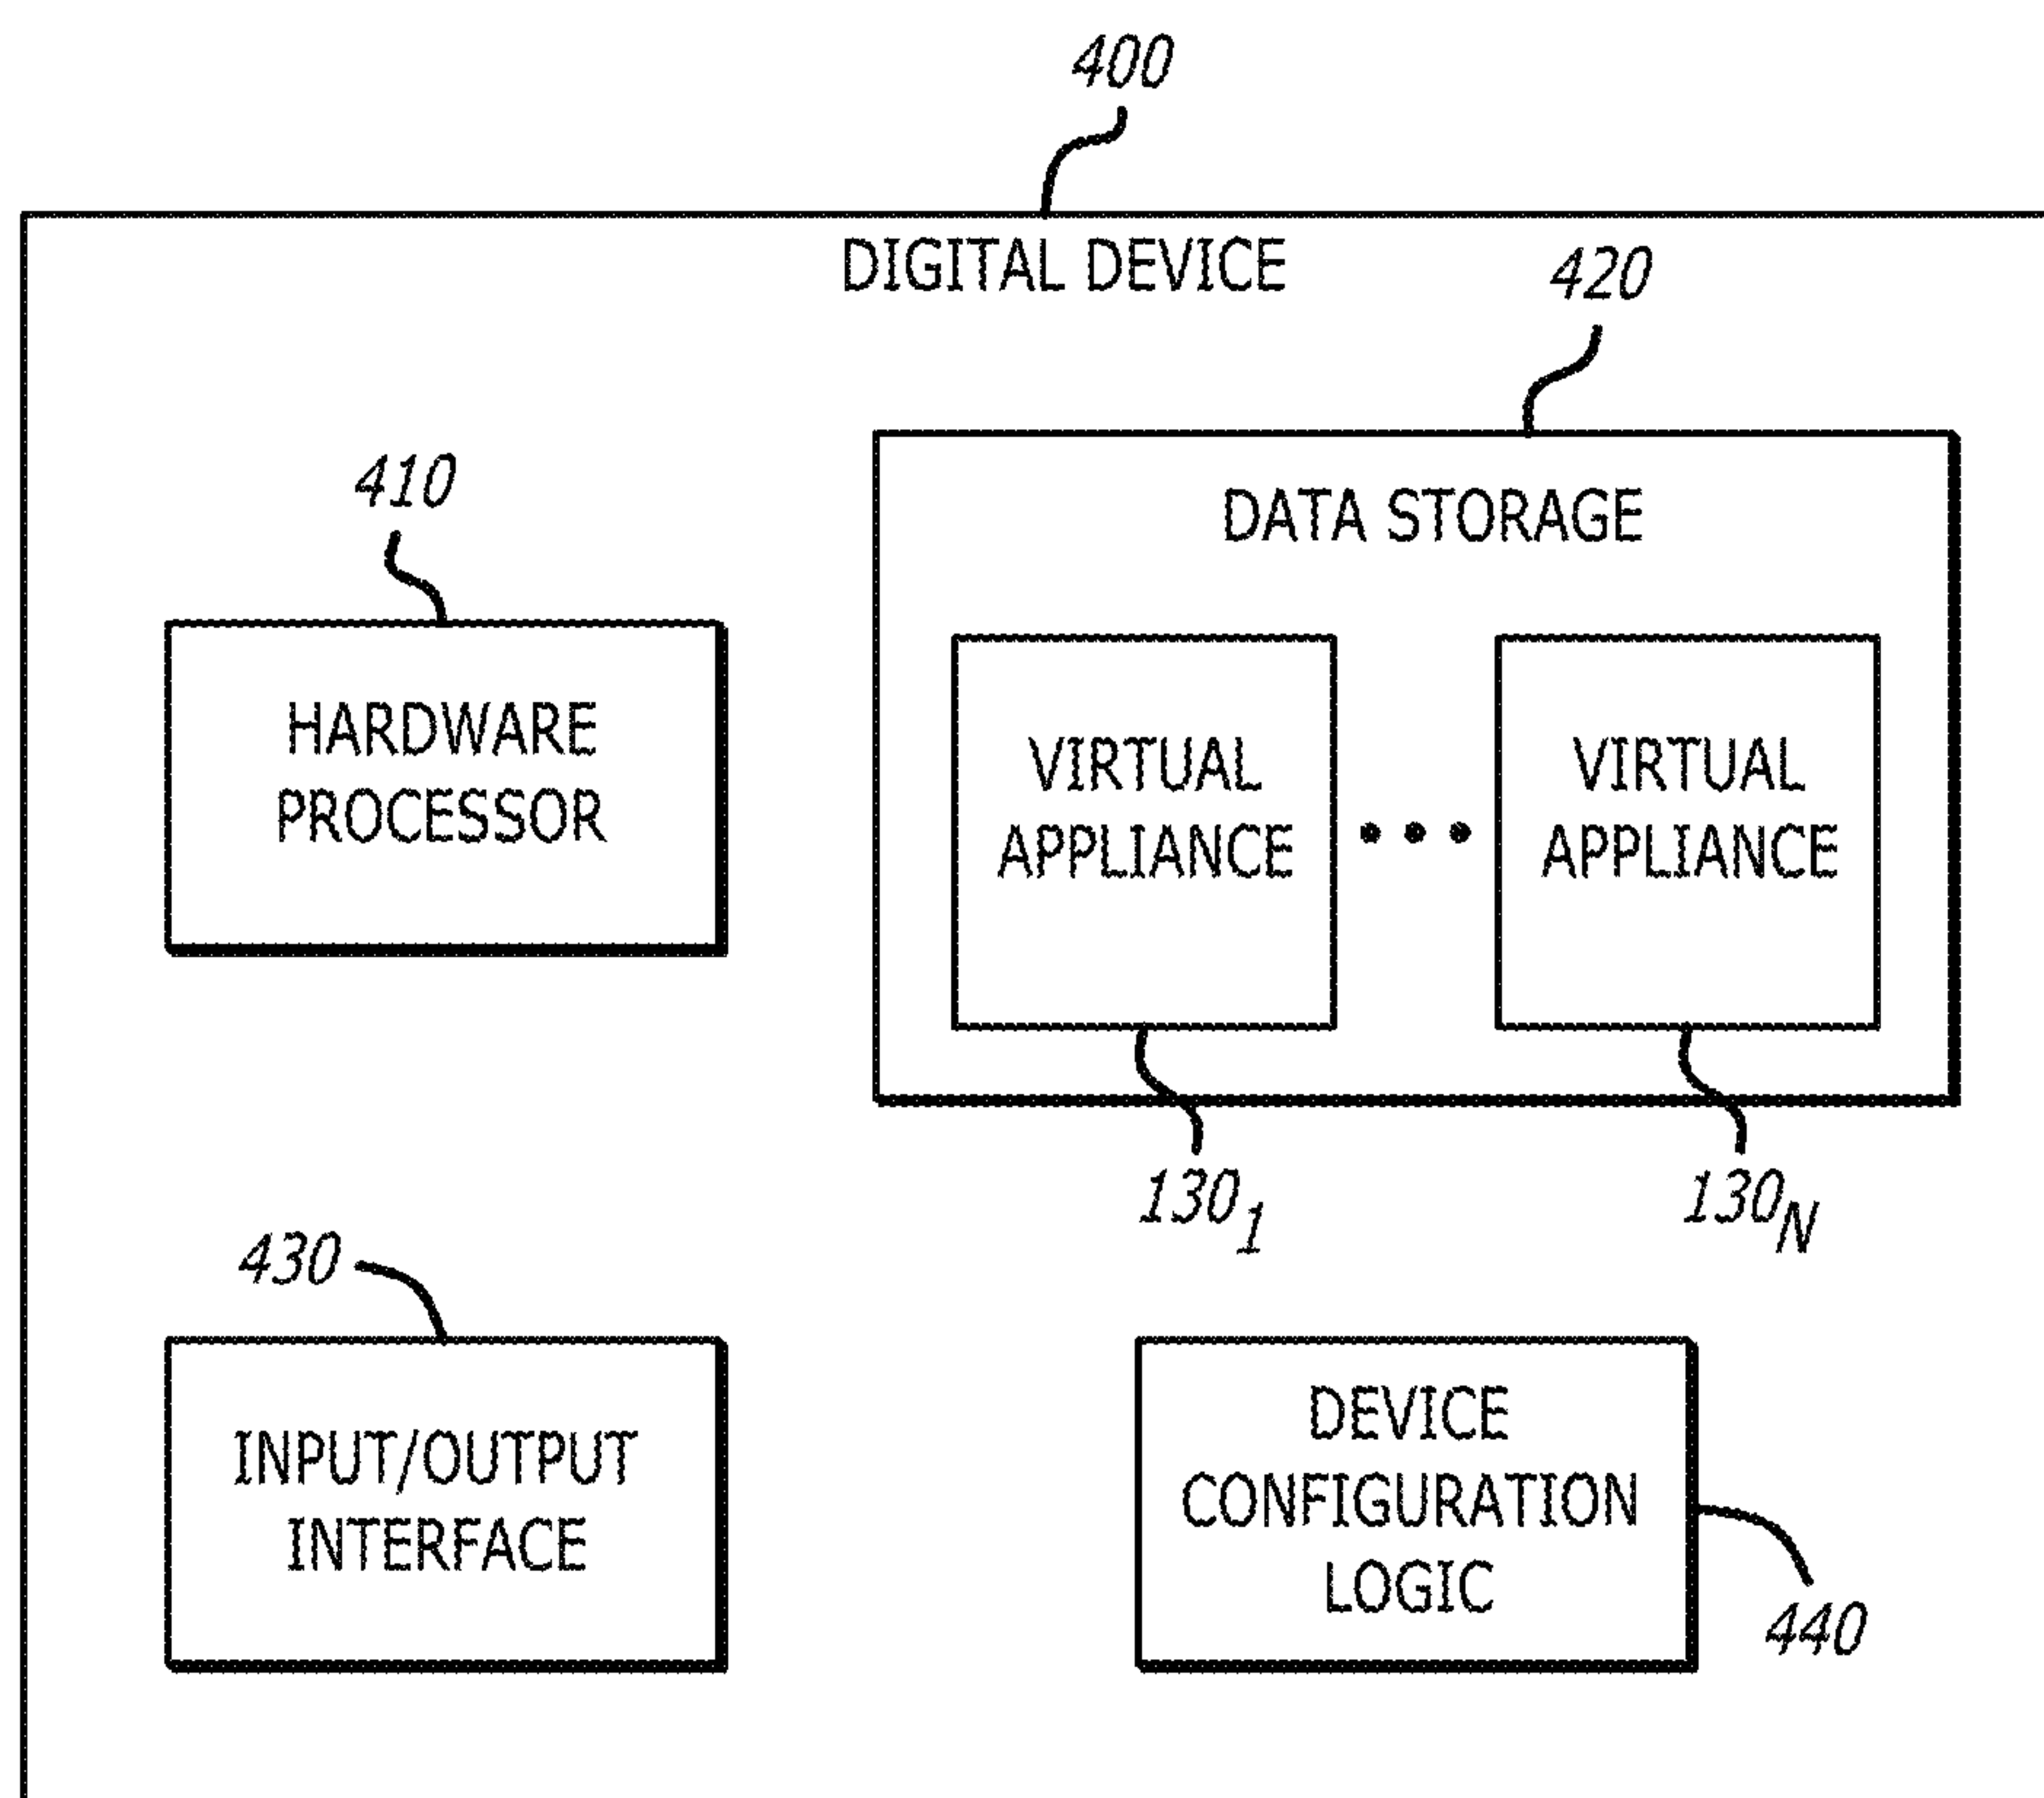 400
DIGITAL DEVICE
420
410
DATA STORAGE
HARDWARE
PROCESSOR
VIRTUAL
APPLIANCE
VIRTUAL
APPLIANCE
130₁
130N
430
INPUT/OUTPUT
INTERFACE
DEVICE
CONFIGURATION
LOGIC
440